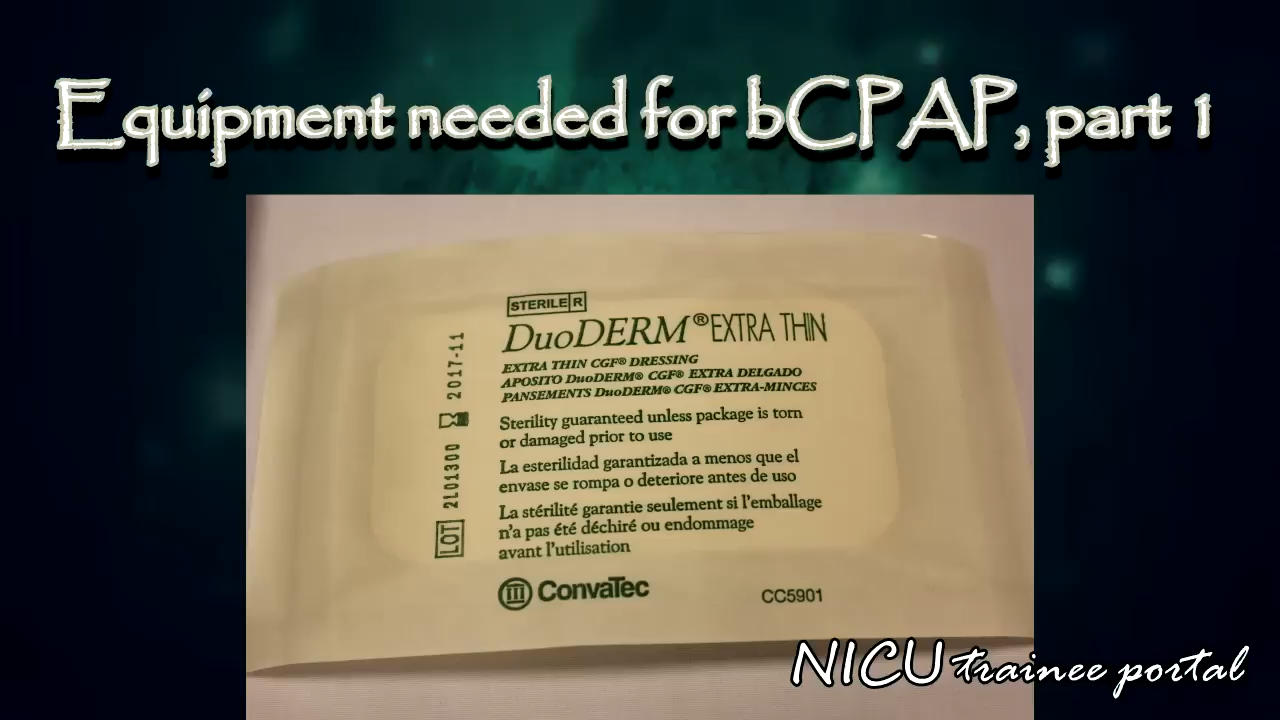 Equipment needed for bCPAP, part 1
STERILE R
DuoDERM® EXTRA THIN
EXTRA THIN CGF® DRESSING
APOSITO DuoDERM® CGF® EXTRA DELGADO
PANSEMENTS DuoDERM® CGF® EXTRA-MINCES
Sterility guaranteed unless package is torn
or damaged prior to use
La esterilidad garantizada a menos que el
envase se rompa o deteriore antes de uso
La stérilité garantie seulement si l'emballage
n'a pas été déchiré ou endommage
avant l'utilisation
LOT 2L01300 2017-11
ConvaTec
CC5901
NICU trainee portal